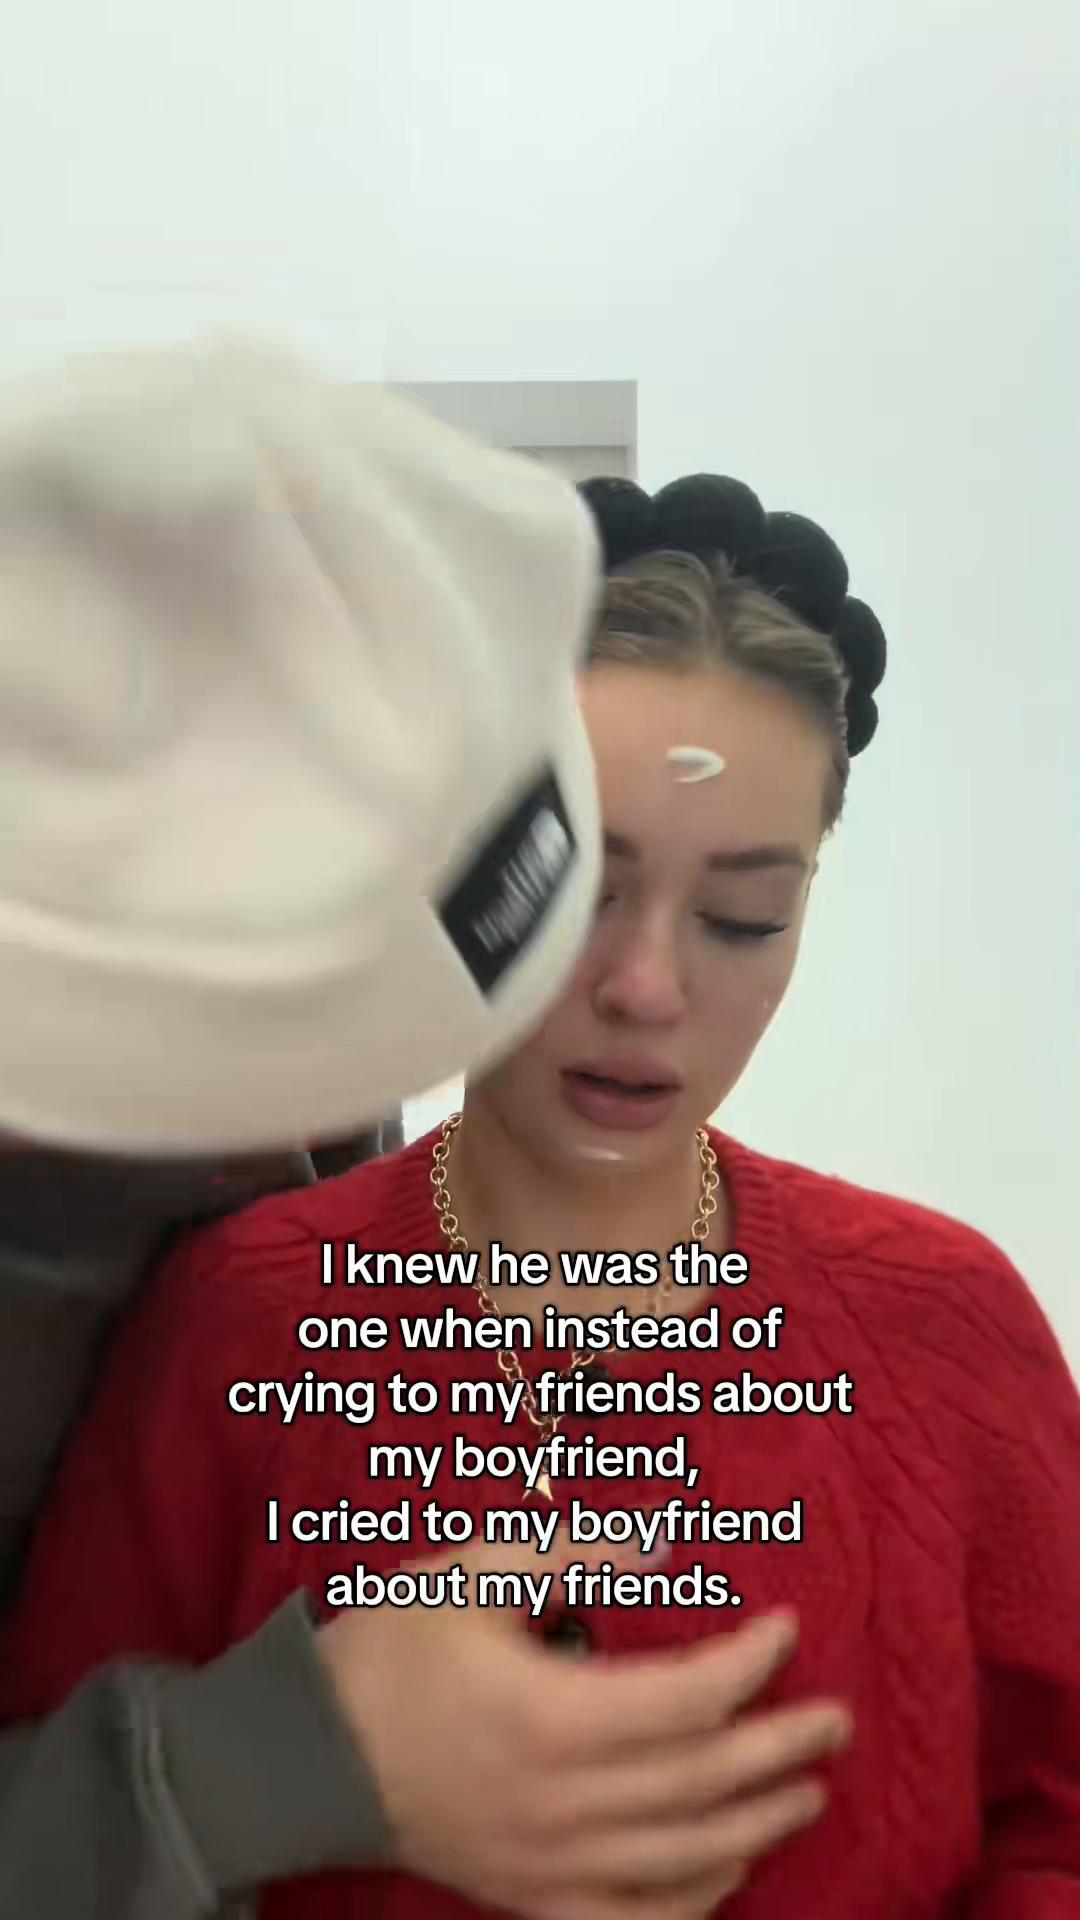 I knew he was the
one when instead of
crying to my friends about
my boyfriend,
I cried to my boyfriend
about my friends.